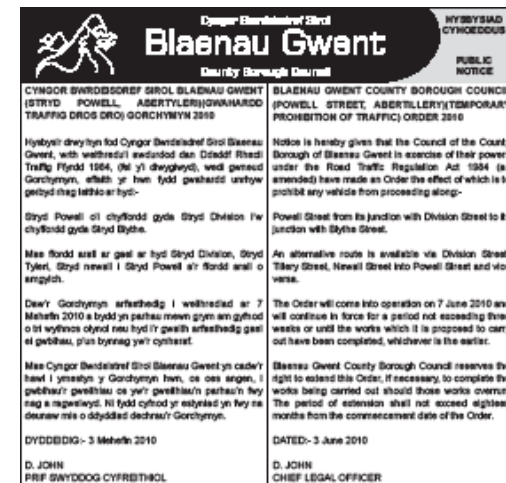 Cyngor Bwrdeisdref Sirol
Blaenau Gwent
County Borough Council
HYSBYSIAD
CYHOEDDUS
PUBLIC
NOTICE
CYNGOR BWRDEISDREF SIROL BLAENAU GWENT
(STRYD POWELL, ABERTYLERI)(GWAHARDD
TRAFFIG DROS DRO) GORCHYMYN 2010
Hysbysir drwy hyn fod Cyngor Bwrdeisdref Sirol Blaenau
Gwent, wrth weithredu'i awdurdod dan Ddeddf Rheoli
Traffig Ffyrdd 1984, (fel y'i diwygiwyd), wedi gwneud
Gorchymyn, effaith yr hwn fydd gwahardd unrhyw
gerbyd rhag teithio ar hyd:-
Stryd Powell o'i chyffordd gyda Stryd Division i'w
chyffordd gyda Stryd Blythe.
Mae ffordd arall ar gael ar hyd Stryd Division, Stryd
Tyleri, Stryd newall i Stryd Powell a'r ffordd arall o
amgylch.
Daw'r Gorchymyn arfaethedig i weithrediad ar 7
Mehefin 2010 a bydd yn parhau mewn grym am gyfnod
o tri wythnos olynol neu hyd i'r gwaith arfaethedig gael
ei gwblhau, p'un bynnag yw'r cynharaf.
Mae Cyngor Bwrdeistref Sirol Blaenau Gwent yn cadw'r
hawl i ymestyn y Gorchymyn hwn, os oes angen, i
gwblhau'r gweithiau os yw'r gweithiau'n parhau'n fwy
nag a ragwelwyd. Ni fydd cyfnod yr estyniad yn fwy na
deunaw mis o ddyddiad dechrau'r Gorchymyn.
DYDDEIDIG:- 3 Mehefin 2010
D. JOHN
PRIF SWYDDOG CYFREITHIOL
BLAENAU GWENT COUNTY BOROUGH COUNCIL
(POWELL STREET, ABERTILLERY)(TEMPORARY
PROHIBITION OF TRAFFIC) ORDER 2010
Notice is hereby given that the Council of the County
Borough of Blaenau Gwent in exercise of their powers
under the Road Traffic Regulation Act 1984 (as
amended) have made an Order the effect of which is to
prohibit any vehicle from proceeding along:-
Powell Street from its junction with Division Street to its
junction with Blythe Street.
An alternative route is available via Division Street,
Tillery Street, Newall Street into Powell Street and vice
versa.
The Order will come into operation on 7 June 2010 and
will continue in force for a period not exceeding three
weeks or until the works which it is proposed to carry
out have been completed, whichever is the earlier.
Blaenau Gwent County Borough Council reserves the
right to extend this Order, if necessary, to complete the
works being carried out should those works overrun.
The period of extension shall not exceed eighteen
months from the commencement date of the Order.
DATED:- 3 June 2010
D. JOHN
CHIEF LEGAL OFFICER